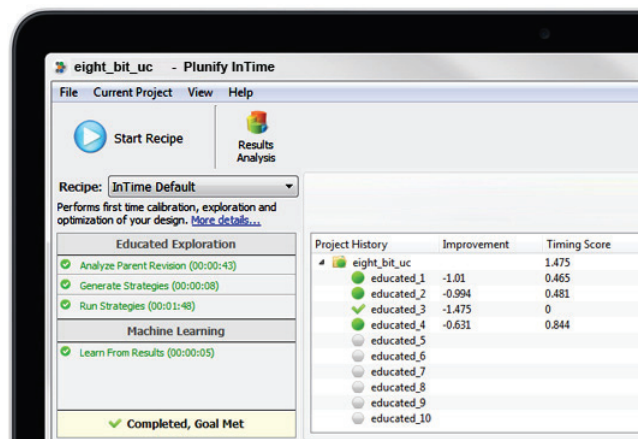 eight_bit_uc - Plunify InTime
File Current Project View Help
Start Recipe
Results
Analysis
Recipe: InTime Default
Performs first time calibration, exploration and
optimization of your design. More details...
Educated Exploration
Analyze Parent Revision (00:00:43)
Generate Strategies (00:00:08)
Run Strategies (00:01:48)
Machine Learning
Learn From Results (00:00:05)
Completed, Goal Met
Project History Improvement Timing Score
eight_bit_uc 1.475
educated_1 -1.01 0.465
educated_2 -0.994 0.481
educated_3 -1.475 0
educated_4 -0.631 0.844
educated_5
educated_6
educated_7
educated_8
educated_9
educated_10